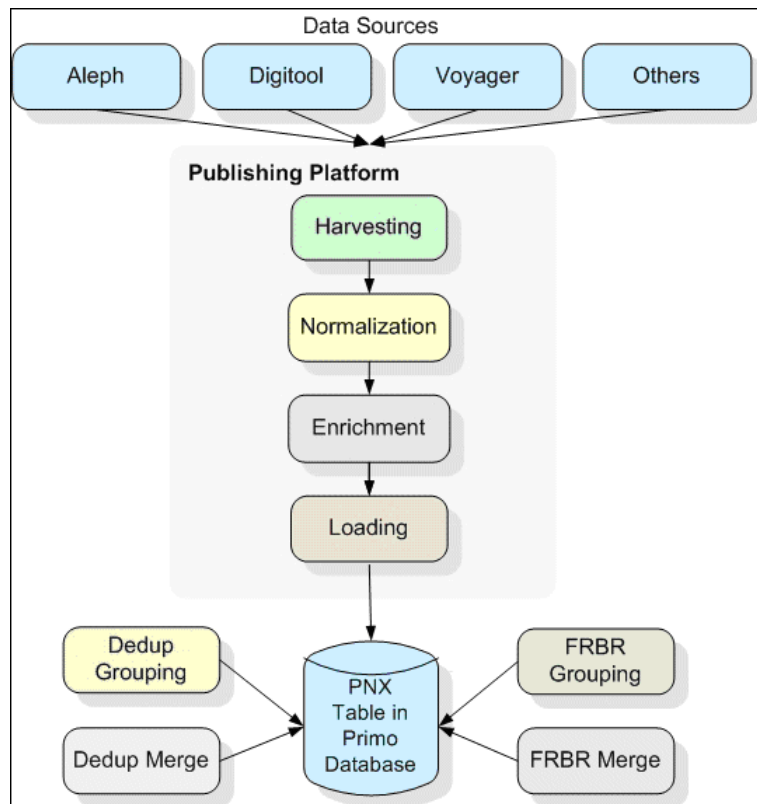 Data Sources
Aleph
Digitool
Voyager
Others
Publishing Platform
Harvesting
Normalization
Enrichment
Loading
Dedup
Grouping
Dedup Merge
PNX
Table in
Primo
Database
FRBR
Grouping
FRBR Merge